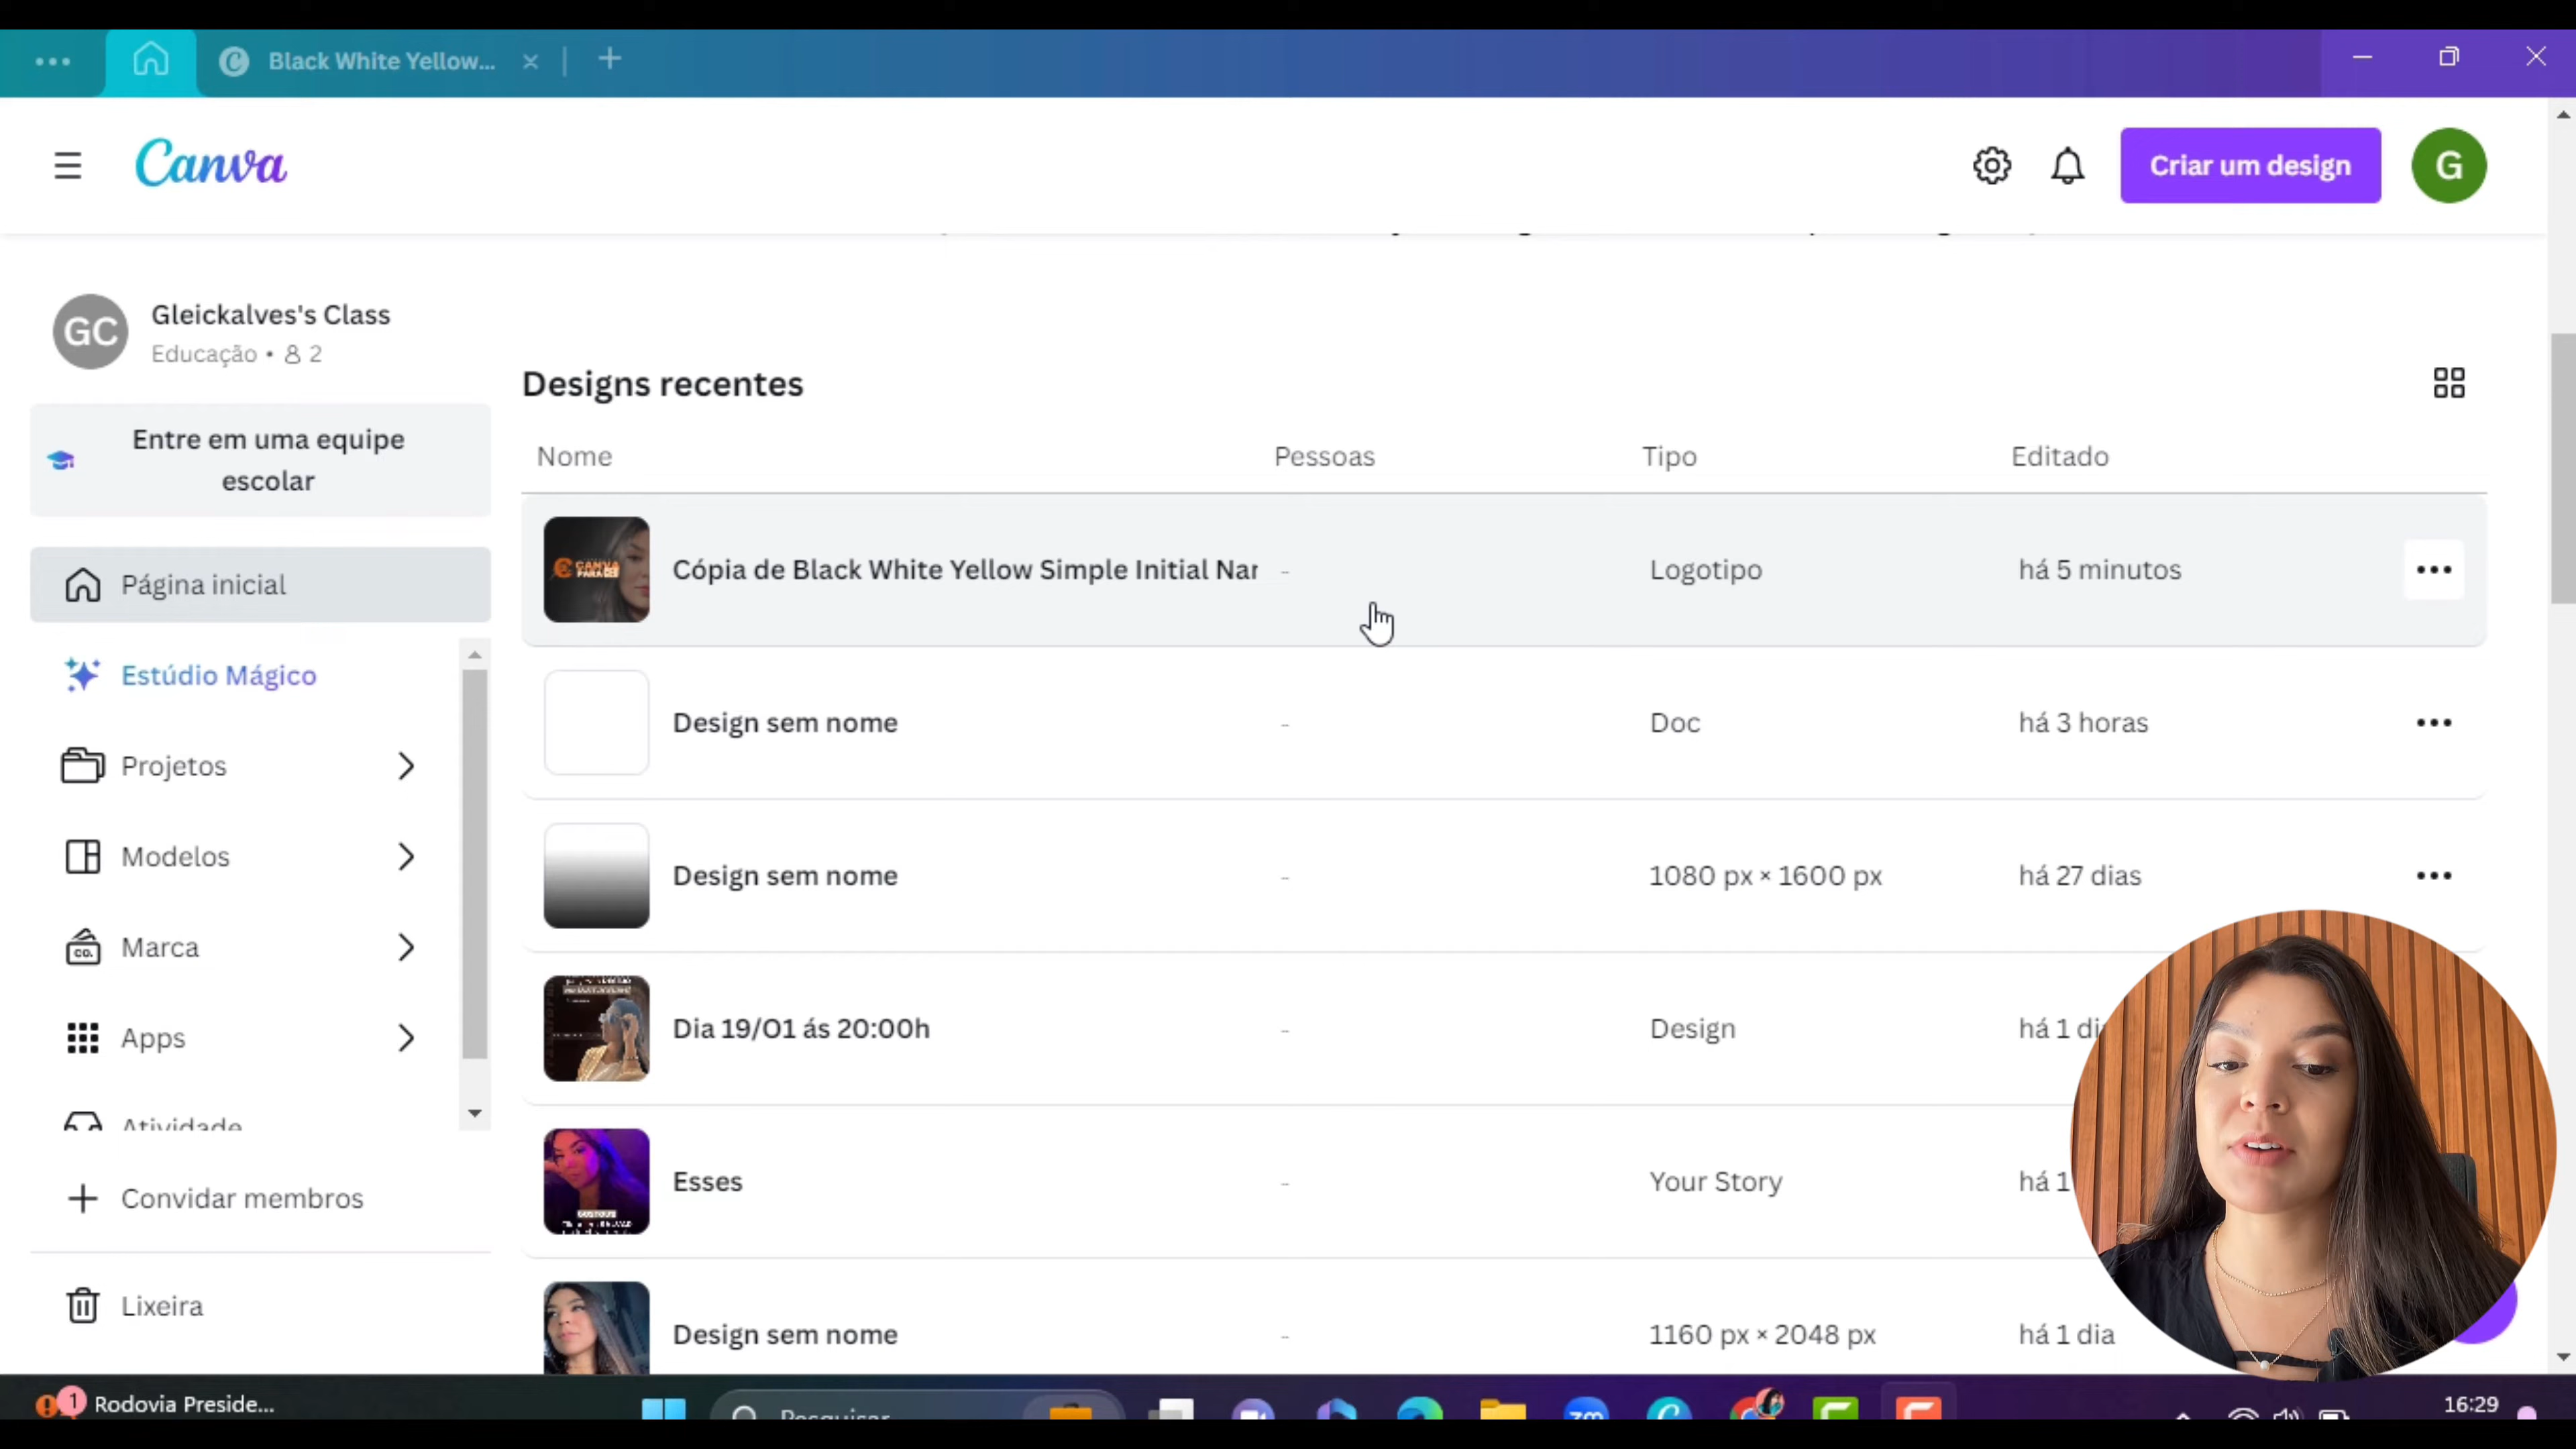 Black White Yellow...
Canva
Criar um design
G
GC
Gleickalves's Class
Educação • 2
Entre em uma equipe
escolar
Página inicial
Estúdio Mágico
Projetos
Modelos
CO.
Marca
Apps
Atividade
Convidar membros
Lixeira
Designs recentes
Nome Pessoas Tipo Editado
CANVA
Cópia de Black White Yellow Simple Initial Nar - Logotipo há 5 minutos
Design sem nome - Doc há 3 horas
Design sem nome - 1080 px × 1600 px há 27 dias
Dia 19/O1 ás 20:00h - Design há 1
Esses - Your Story há 1
Design sem nome - 1160 px × 2048 px há 1 dia
1 Rodovia Preside...
Pesquisar
zm
16:29